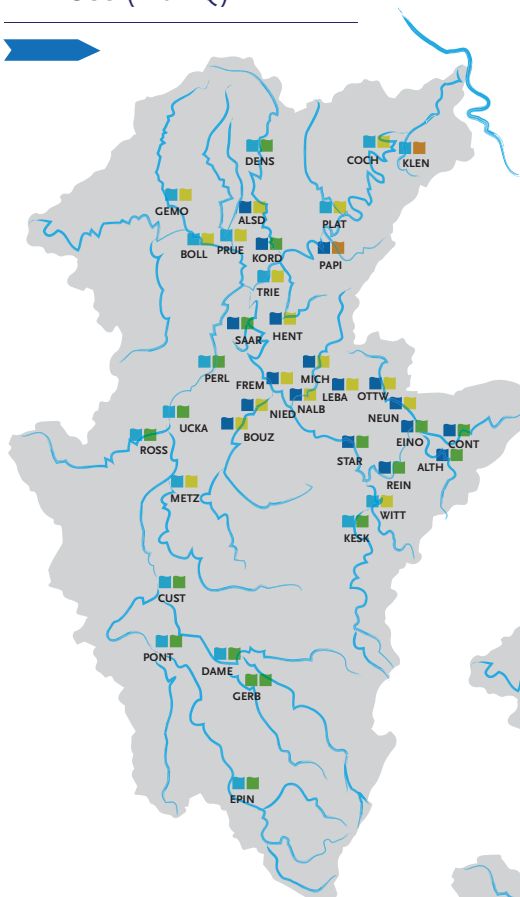 DENS
COCH
KLEN
GEMO
ALSD
PLAT
BOLL
PRUE
KORD
PAPI
TRIE
SAAR
HENT
PERL
FREM
MICH
LEBA
OTTW
NALB
NIED
NEUN
UCKA
BOUZ
EINO
CONT
ROSS
STAR
ALTH
REIN
METZ
WITT
KESK
CUST
PONT
DAME
GERB
EPIN